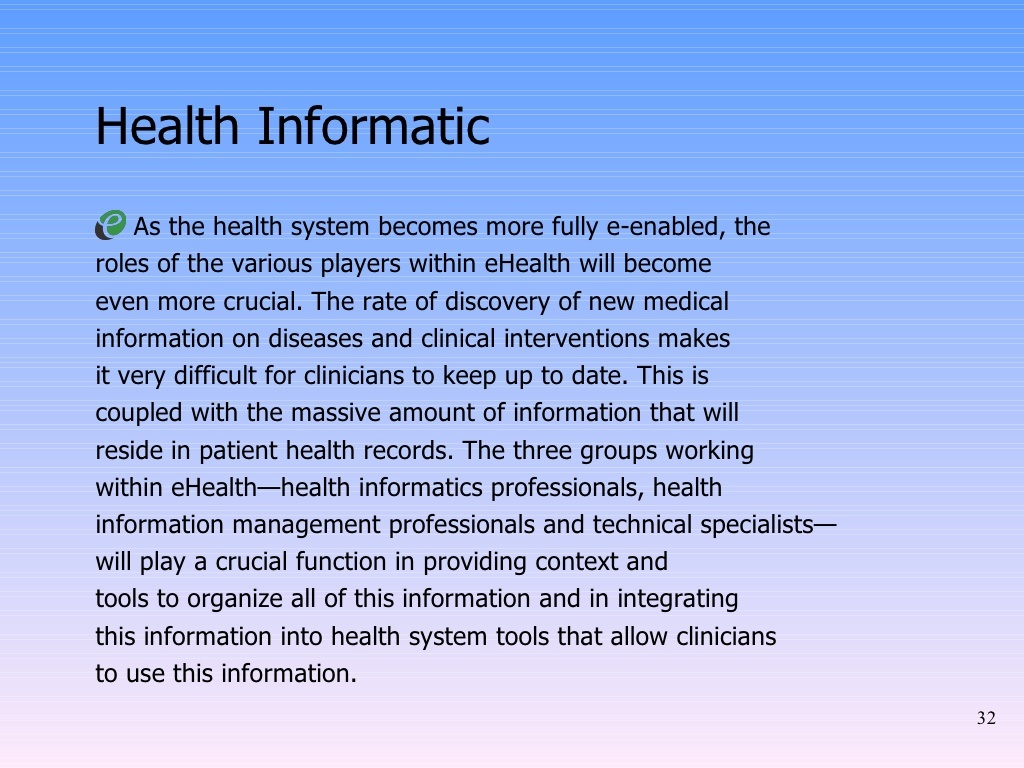 Health Informatic
As the health system becomes more fully e-enabled, the
roles of the various players within eHealth will become
even more crucial. The rate of discovery of new medical
information on diseases and clinical interventions makes
it very difficult for clinicians to keep up to date. This is
coupled with the massive amount of information that will
reside in patient health records. The three groups working
within eHealth—health informatics professionals, health
information management professionals and technical specialists—
will play a crucial function in providing context and
tools to organize all of this information and in integrating
this information into health system tools that allow clinicians
to use this information.
32